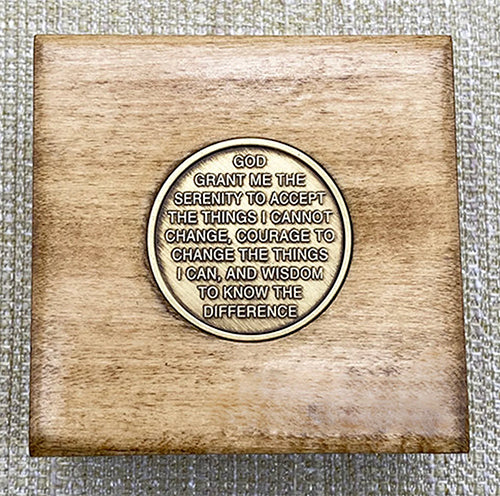 GOD
GRANT ME THE
SERENITY TO ACCEPT
THE THINGS I CANNOT
CHANGE, COURAGE TO
CHANGE THE THINGS
I CAN, AND WISDOM
TO KNOW THE
DIFFERENCE